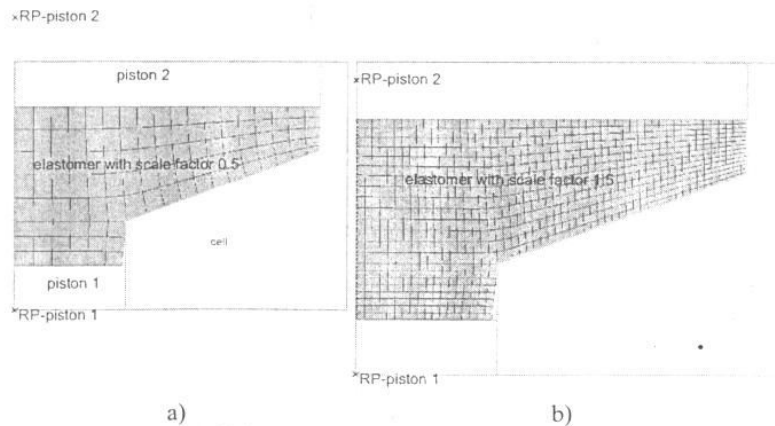 ×RP-piston 2
piston 2
elastomer with scale factor 0.5
cell
piston 1
×RP-piston 1
a)
×RP-piston 2
elastomer with scale factor 1.5
×RP-piston 1
b)